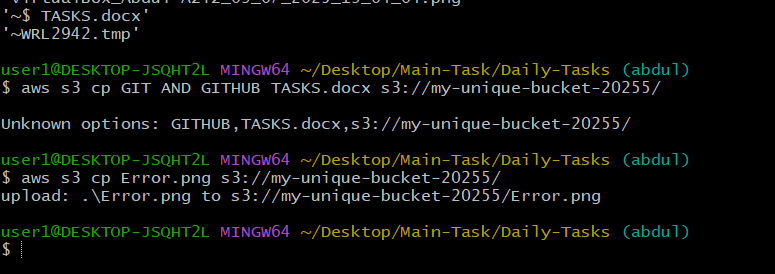 '~$ TASKS.docx'
'~WRL2942.tmp'
user1@DESKTOP-JSQHT2L MINGW64 ~/Desktop/Main-Task/Daily-Tasks (abdul)
$ aws s3 cp GIT AND GITHUB TASKS.docx s3://my-unique-bucket-20255/
Unknown options: GITHUB,TASKS.docx,s3://my-unique-bucket-20255/
user1@DESKTOP-JSQHT2L MINGW64 ~/Desktop/Main-Task/Daily-Tasks (abdul)
$ aws s3 cp Error.png s3://my-unique-bucket-20255/
upload: .\Error.png to s3://my-unique-bucket-20255/Error.png
user1@DESKTOP-JSQHT2L MINGW64 ~/Desktop/Main-Task/Daily-Tasks (abdul)
$